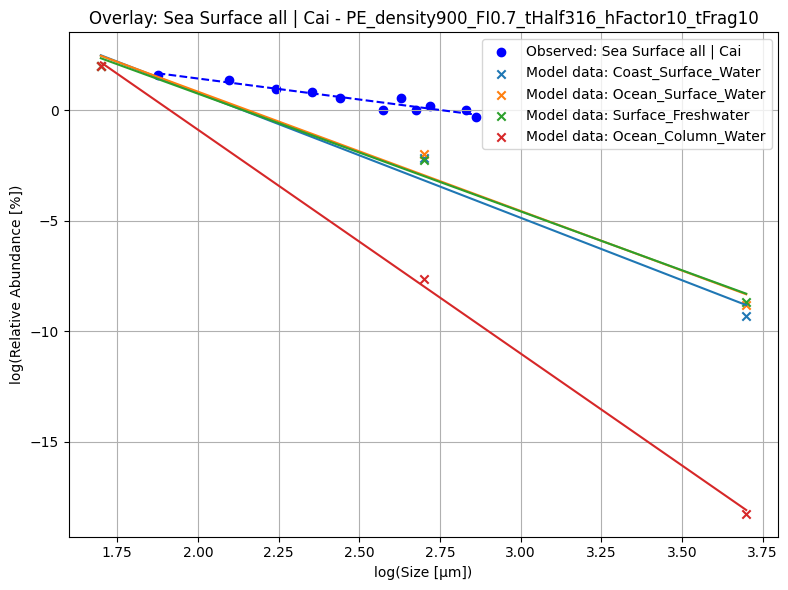 Overlay: Sea Surface all | Cai - PE_density900_FI0.7_tHalf316_hFactor10_tFrag10
Observed: Sea Surface all | Cai
Model data: Coast_Surface_Water
Model data: Ocean_Surface_Water
Model data: Surface_Freshwater
Model data: Ocean_Column_Water
log(Relative Abundance [%])
0
−5
−10
−15
1.75 2.00 2.25 2.50 2.75 3.00 3.25 3.50 3.75
log(Size [μm])